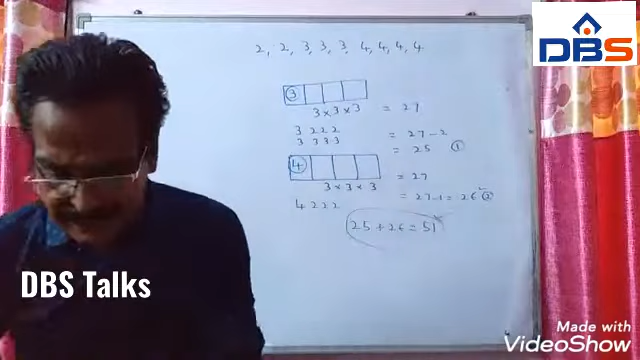 2, 2, 3, 3, 3, 4, 4, 4, 4
3
3 x 3 x 3 = 27
3 2 2 2 = 27 - 2
3 3 3 3 = 25 1
4 = 27
3 x 3 x 3
4 2 2 2 = 27 - 1 = 26 2
25 + 26 = 51
DBS
DBS Talks
Made with
VideoShow